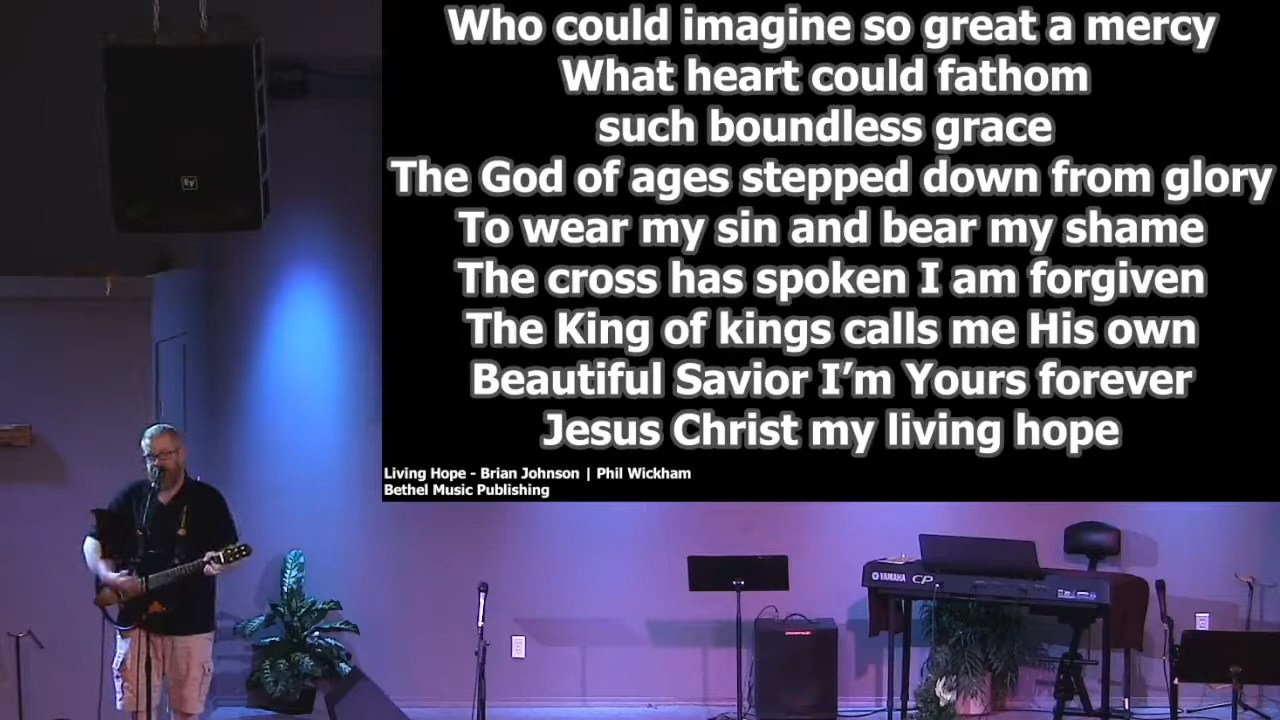 Who could imagine so great a mercy
What heart could fathom
such boundless grace
The God of ages stepped down from glory
To wear my sin and bear my shame
The cross has spoken I am forgiven
The King of kings calls me His own
Beautiful Savior I’m Yours forever
Jesus Christ my living hope
Living Hope - Brian Johnson | Phil Wickham
Bethel Music Publishing
EV
YAMAHA CP